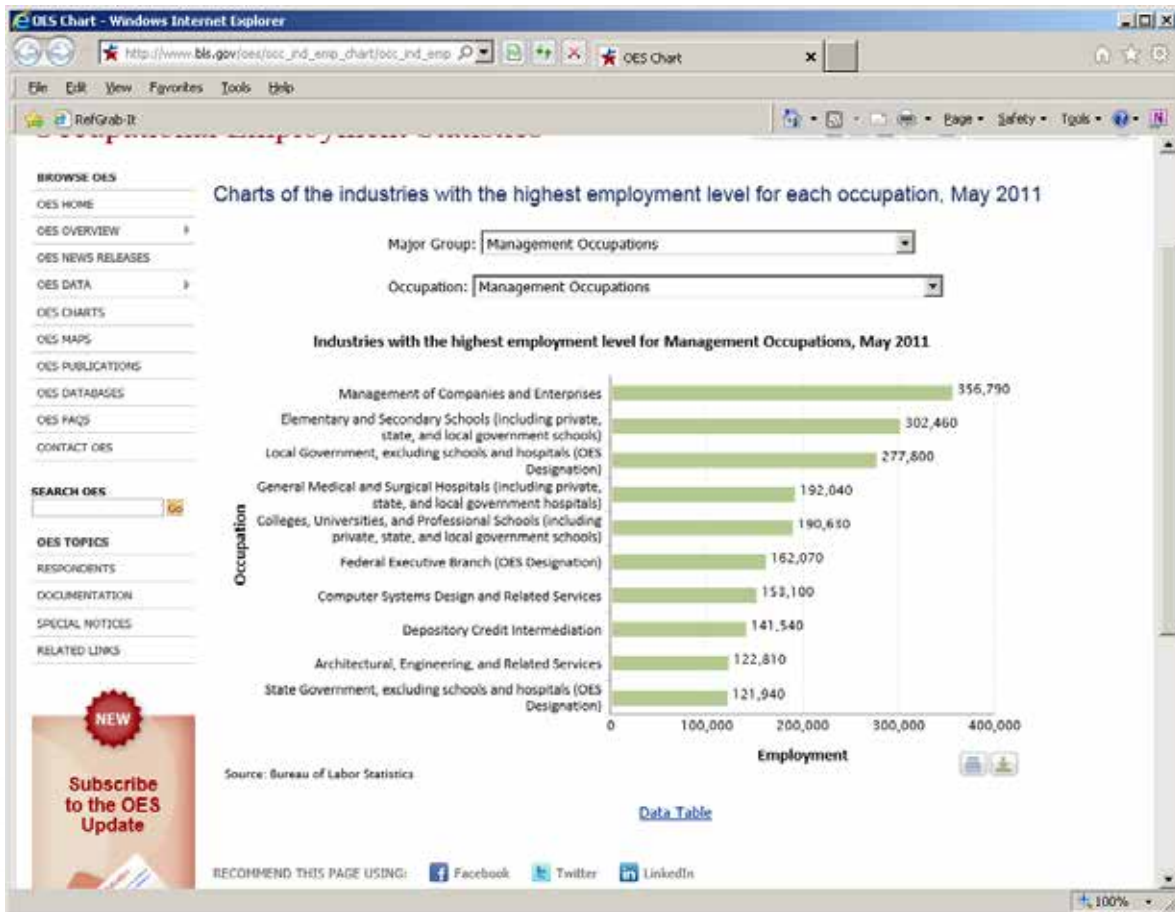 OES Chart - Windows Internet Explorer
http://www.bls.gov/oes/occ_ind_emp_chart/occ_ind_emp
OES Chart
File Edit View Favorites Tools Help
RefGrab-It
Page Safety Tools
Occupational Employment Statistics
BROWSE OES
OES HOME
OES OVERVIEW
OES NEWS RELEASES
OES DATA
OES CHARTS
OES MAPS
OES PUBLICATIONS
OES DATABASES
OES FAQS
CONTACT OES
SEARCH OES
Go
OES TOPICS
RESPONDENTS
DOCUMENTATION
SPECIAL NOTICES
RELATED LINKS
NEW
Subscribe
to the OES
Update
Charts of the industries with the highest employment level for each occupation, May 2011
Major Group: Management Occupations
Occupation: Management Occupations
Industries with the highest employment level for Management Occupations, May 2011
Occupation
Management of Companies and Enterprises 356,790
Elementary and Secondary Schools (including private,
state, and local government schools) 302,460
Local Government, excluding schools and hospitals (OES
Designation) 277,800
General Medical and Surgical Hospitals (including private,
state, and local government hospitals) 192,040
Colleges, Universities, and Professional Schools (including
private, state, and local government schools)
Federal Executive Branch (OES Designation) 162,070
Computer Systems Design and Related Services
Depository Credit Intermediation 141,540
Architectural, Engineering, and Related Services 122,810
State Government, excluding schools and hospitals (OES
Designation) 121,940
0 100,000 200,000 300,000 400,000
Employment
Source: Bureau of Labor Statistics
Data Table
RECOMMEND THIS PAGE USING: Facebook Twitter LinkedIn
100%